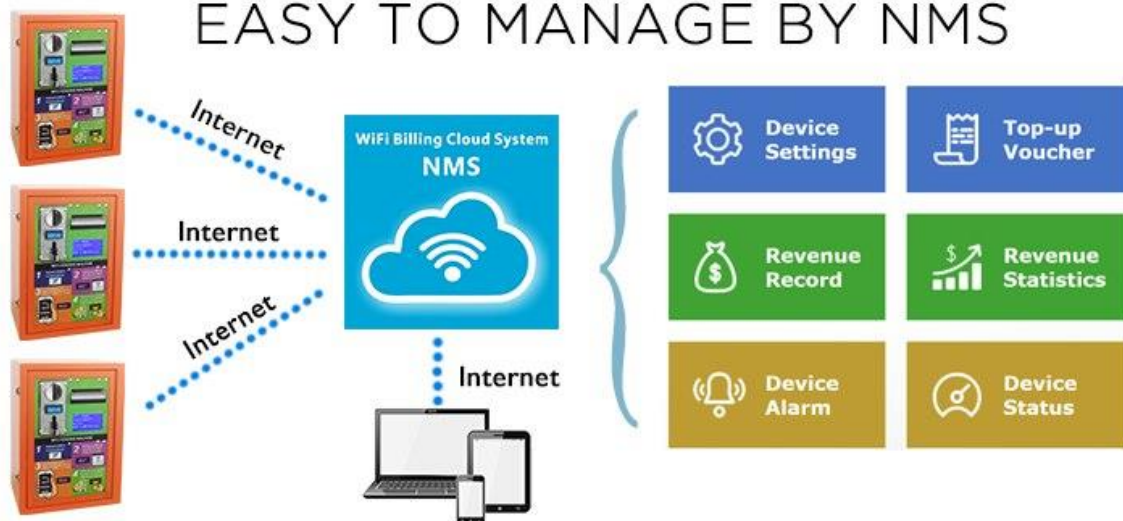 EASY TO MANAGE BY NMS
Internet
Internet
Internet
WiFi Billing Cloud System
NMS
Internet
Device
Settings
Top-up
Voucher
Revenue
Record
Revenue
Statistics
Device
Alarm
Device
Status